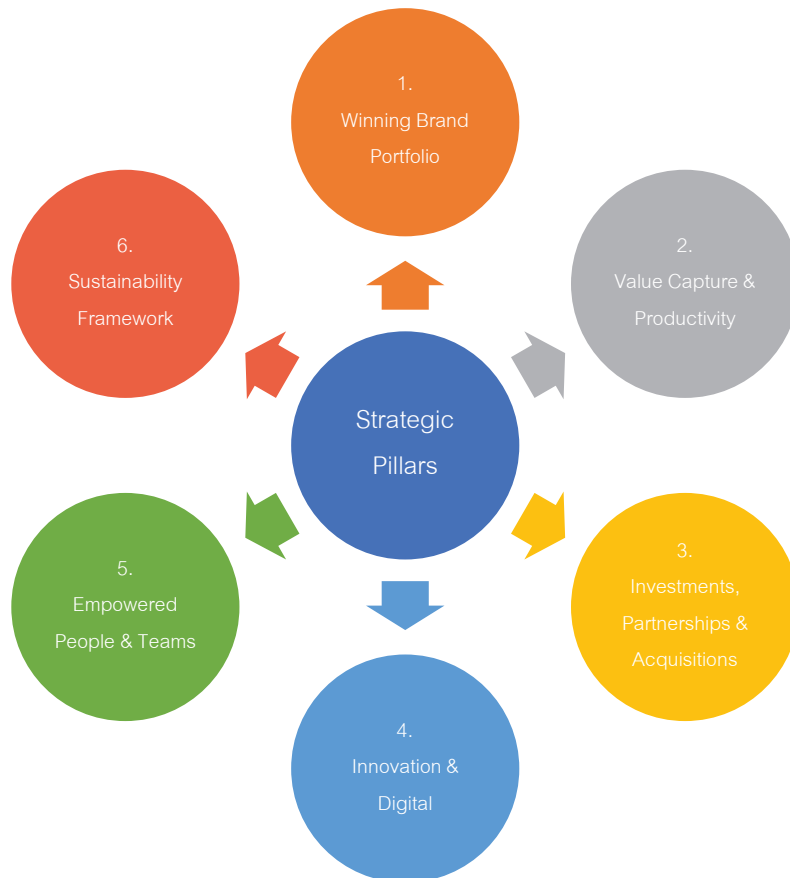 1.
Winning Brand
Portfolio
2.
Value Capture &
Productivity
3.
Investments,
Partnerships &
Acquisitions
4.
Innovation &
Digital
5.
Empowered
People & Teams
6.
Sustainability
Framework
Strategic
Pillars